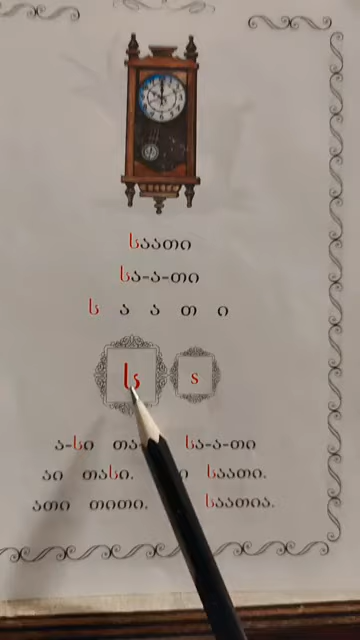 საათი
სა-ა-თი
ს ა ა თ ი
ს s
ა-სი სა-ა-თი
აი თასი. საათი.
ათი თითი. საათია.